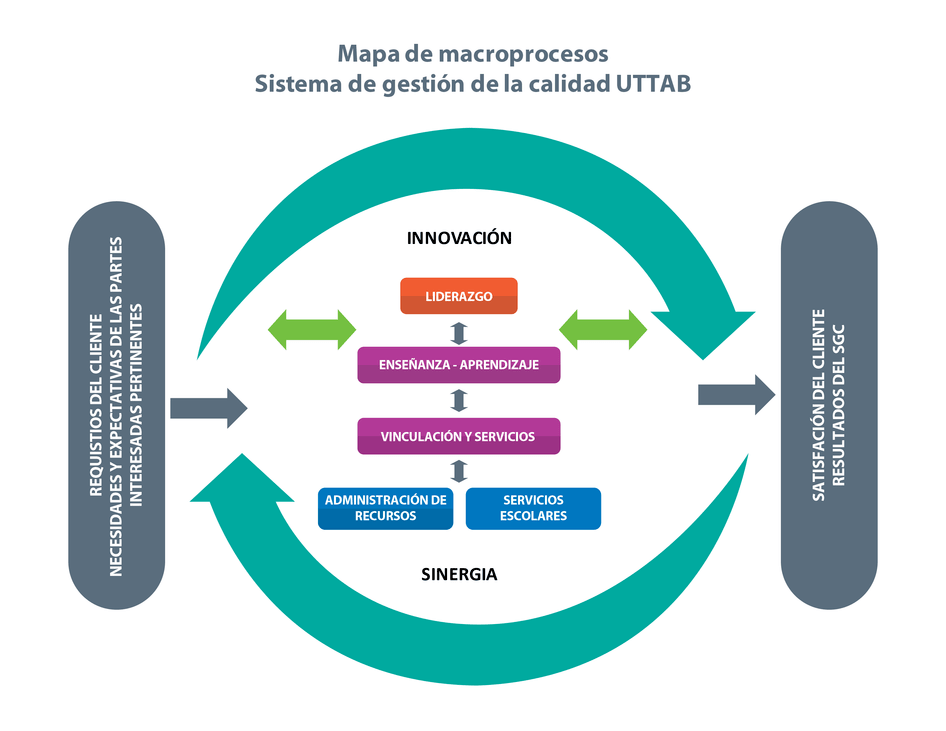 Mapa de macroprocesos
Sistema de gestión de la calidad UTTAB
REQUISTIOS DEL CLIENTE
NECESIDADES Y EXPECTATIVAS DE LAS PARTES
INTERESADAS PERTINENTES
INNOVACIÓN
LIDERAZGO
ENSEÑANZA - APRENDIZAJE
VINCULACIÓN Y SERVICIOS
ADMINISTRACIÓN DE
RECURSOS
SERVICIOS
ESCOLARES
SINERGIA
SATISFACIÓN DEL CLIENTE
RESULTADOS DEL SGC